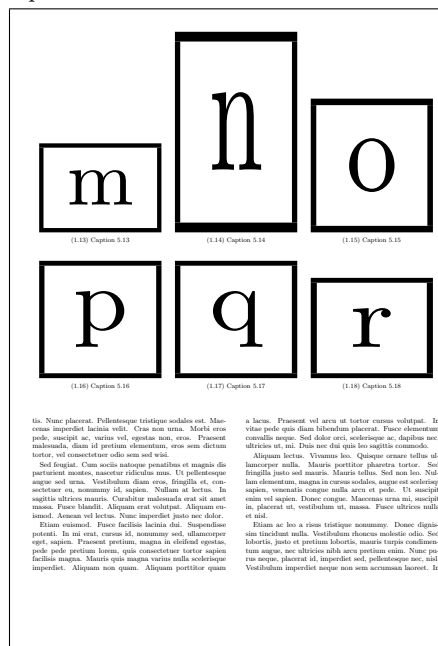 m
n
o
(1.13) Caption 5.13
(1.14) Caption 5.14
(1.15) Caption 5.15
p
q
r
(1.16) Caption 5.16
(1.17) Caption 5.17
(1.18) Caption 5.18
tis. Nunc placerat. Pellentesque tristique sodales est. Mae-
cenas imperdiet lacinia velit. Cras non urna. Morbi eros
pede, suscipit ac, varius vel, egestas non, eros. Praesent
malesuada, diam id pretium elementum, eros sem dictum
tortor, vel consectetuer odio sem sed wisi.
Sed feugiat. Cum sociis natoque penatibus et magnis dis
parturient montes, nascetur ridiculus mus. Ut pellentesque
augue sed urna. Vestibulum diam eros, fringilla et, con-
sectetuer eu, nonummy id, sapien. Nullam at lectus. In
sagittis ultrices mauris. Curabitur malesuada erat sit amet
massa. Fusce blandit. Aliquam erat volutpat. Aliquam eu-
ismod. Aenean vel lectus. Nunc imperdiet justo nec dolor.
Etiam euismod. Fusce facilisis lacinia dui. Suspendisse
potenti. In mi erat, cursus id, nonummy sed, ullamcorper
eget, sapien. Praesent pretium, magna in eleifend egestas,
pede pede pretium lorem, quis consectetuer tortor sapien
facilisis magna. Mauris quis magna varius nulla scelerisque
imperdiet. Aliquam non quam. Aliquam porttitor quam
a lacus. Praesent vel arcu ut tortor cursus volutpat. In
vitae pede quis diam bibendum placerat. Fusce elementum
convallis neque. Sed dolor orci, scelerisque ac, dapibus nec,
ultricies ut, mi. Duis nec dui quis leo sagittis commodo.
Aliquam lectus. Vivamus leo. Quisque ornare tellus ul-
lamcorper nulla. Mauris porttitor pharetra tortor. Sed
fringilla justo sed mauris. Mauris tellus. Sed non leo. Nul-
lam elementum, magna in cursus sodales, augue est scelerisque
sapien, venenatis congue nulla arcu et pede. Ut suscipit
enim vel sapien. Donec congue. Maecenas urna mi, suscipit
in, placerat ut, vestibulum ut, massa. Fusce ultrices nulla
et nisl.
Etiam ac leo a risus tristique nonummy. Donec dignis-
sim tincidunt nulla. Vestibulum rhoncus molestie odio. Sed
lobortis, justo et pretium lobortis, mauris turpis condimen-
tum augue, nec ultricies nibh arcu pretium enim. Nunc pu-
rus neque, placerat id, imperdiet sed, pellentesque nec, nisl.
Vestibulum imperdiet neque non sem accumsan laoreet. In